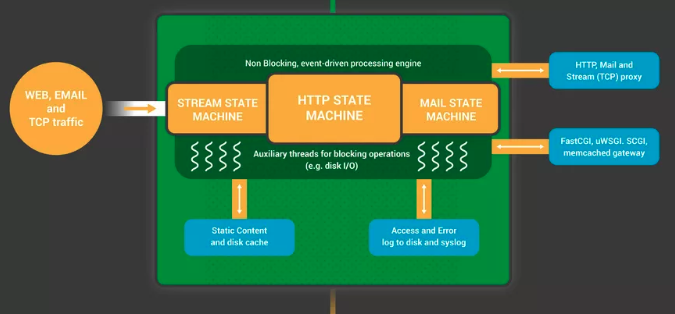 Non Blocking, event-driven processing engine
WEB, EMAIL
and
TCP traffic
STREAM STATE
MACHINE
HTTP STATE
MACHINE
MAIL STATE
MACHINE
Auxiliary threads for blocking operations
(e.g. disk I/O)
HTTP, Mail and
Stream (TCP) proxy
FastCGI, uWSGI. SCGI,
memcached gateway
Static Content
and disk cache
Access and Error
log to disk and syslog